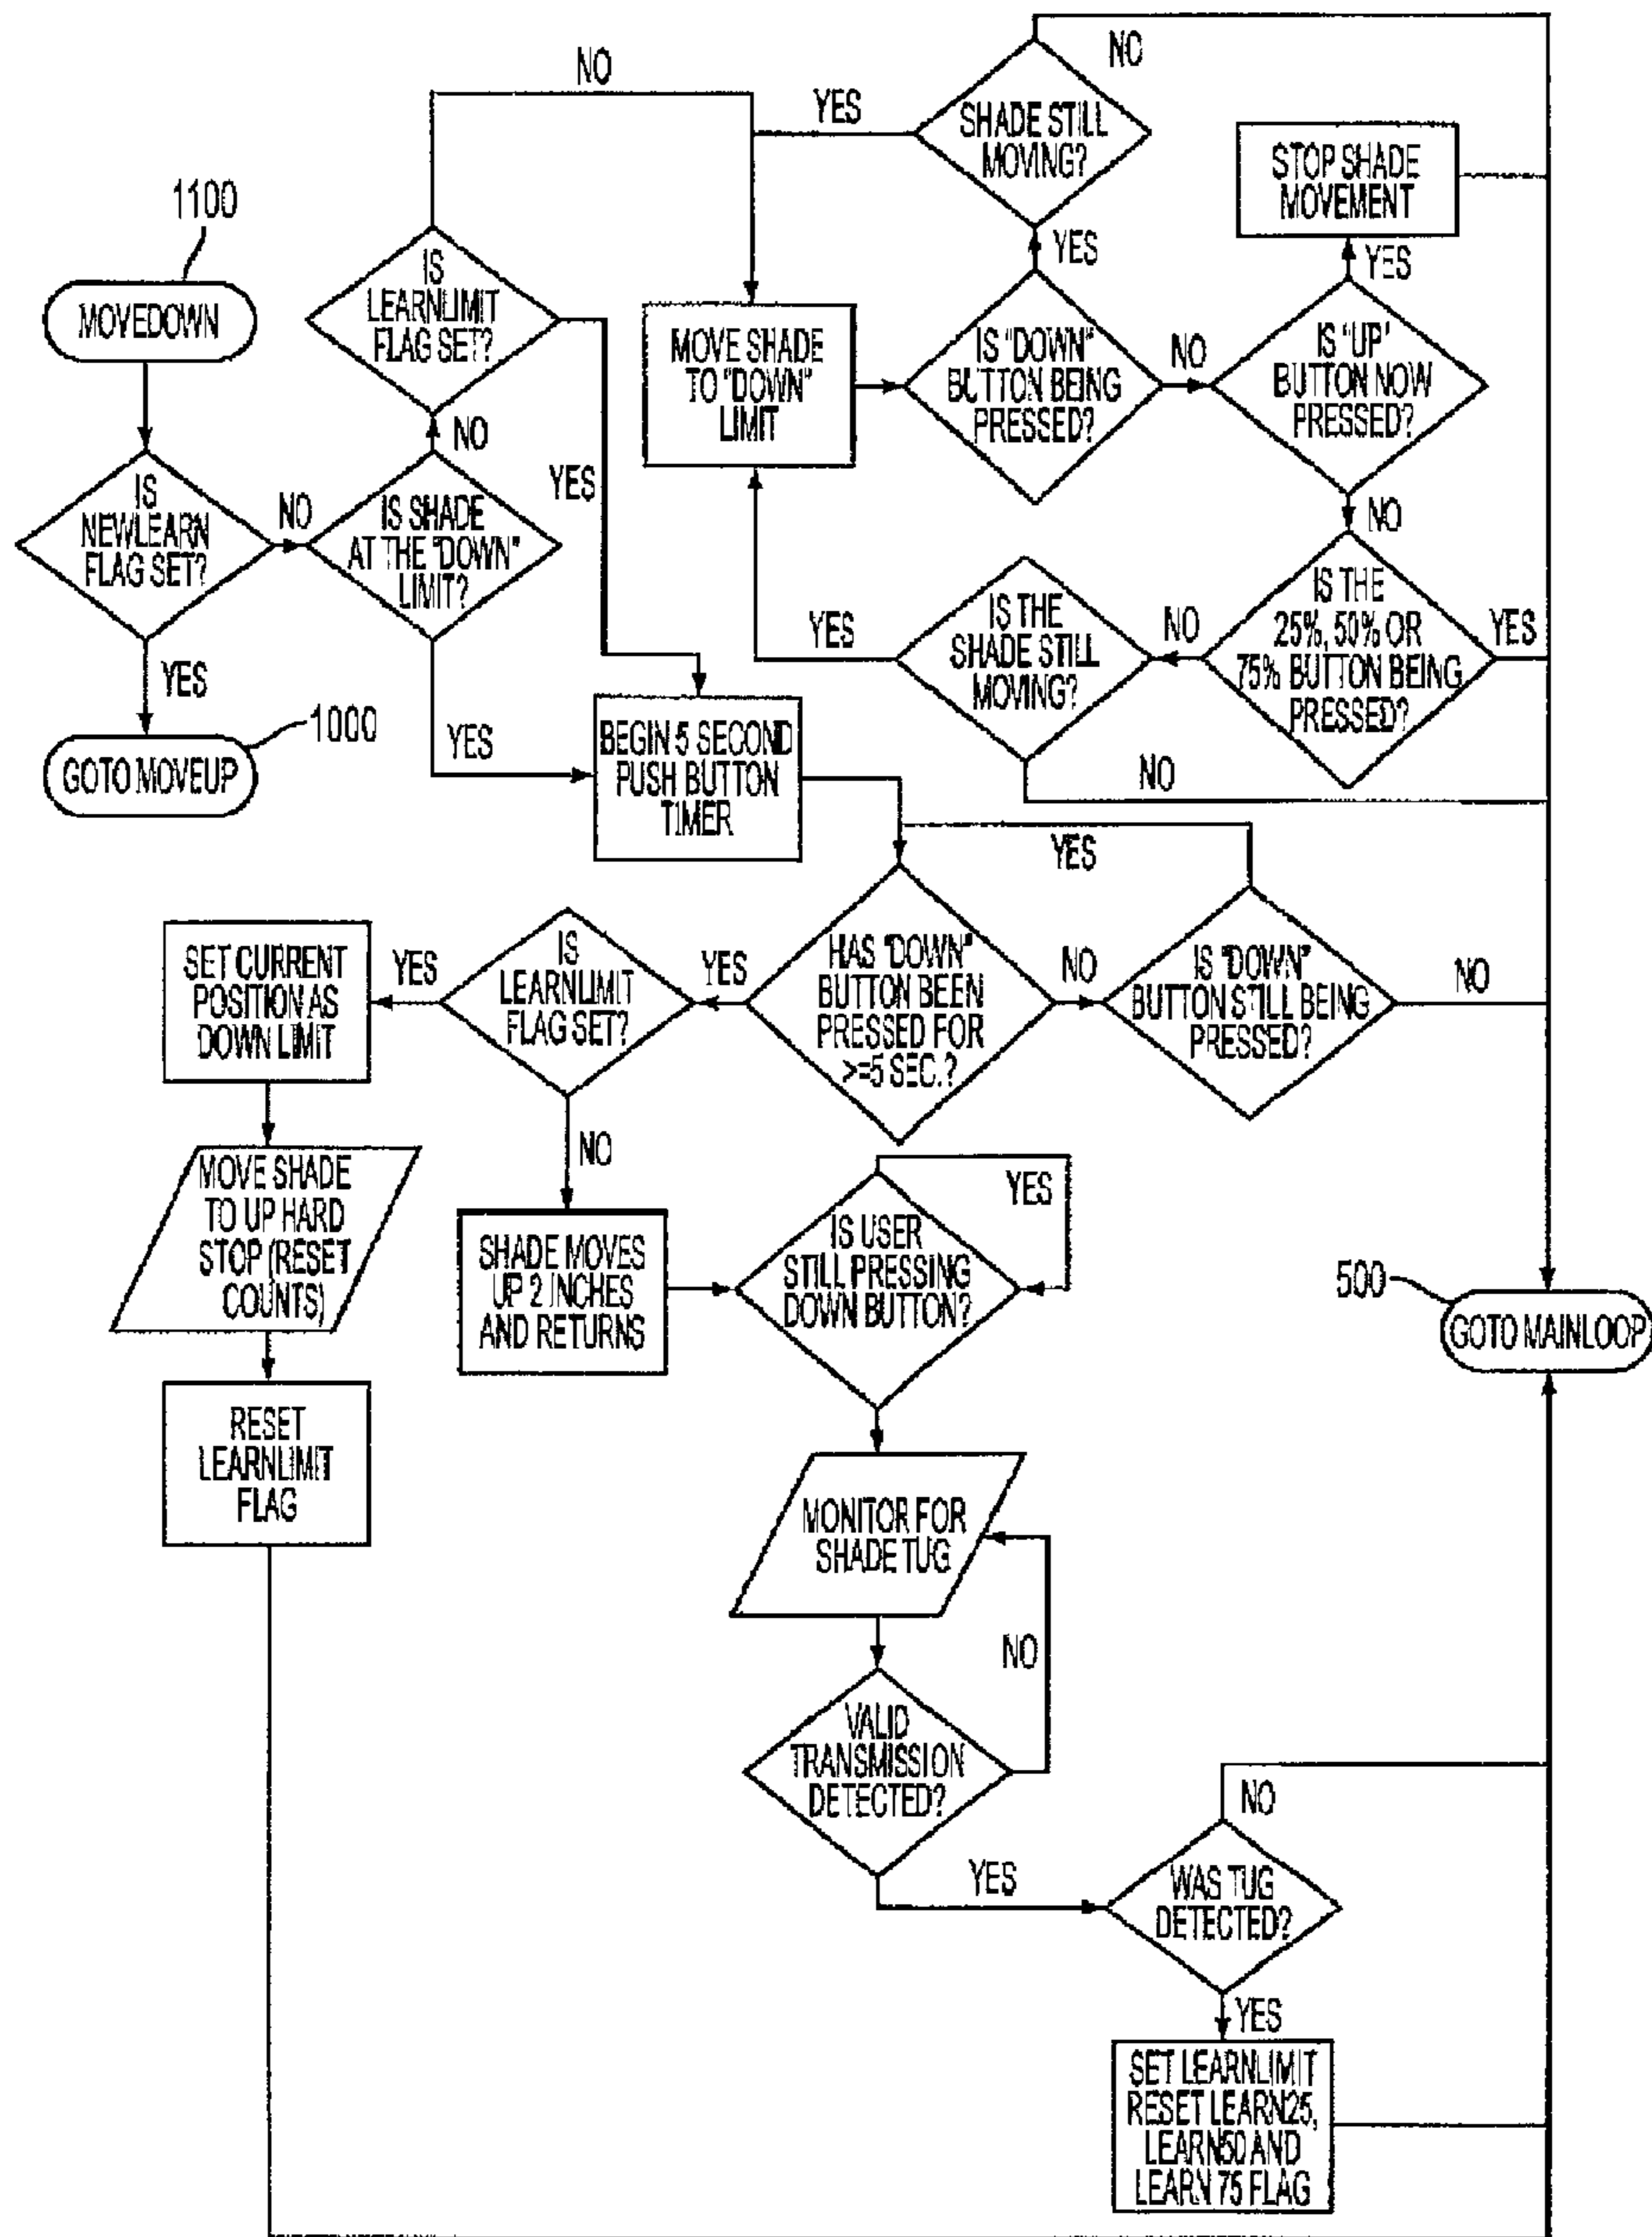 NO
NO
YES
SHADE STILL
MOVING?
STOP SHADE
MOVEMENT
1100
YES
YES
IS
LEARNLIMIT
FLAG SET?
MOVEDOWN
MOVE SHADE
TO "DOWN"
LIMIT
IS "DOWN"
BUTTON BEING
PRESSED?
NO
IS "UP"
BUTTON NOW
PRESSED?
NO
YES
IS
NEWLEARN
FLAG SET?
NO
IS SHADE
AT THE "DOWN"
LIMIT?
NO
IS THE
25%, 50% OR
75% BUTTON BEING
PRESSED?
YES
NO
IS THE
SHADE STILL
MOVING?
YES
YES
1000
GOTO MOVEUP
YES
BEGIN 5 SECOND
PUSH BUTTON
TIMER
NO
YES
SET CURRENT
POSITION AS
DOWN LIMIT
YES
IS
LEARNLIMIT
FLAG SET?
YES
HAS "DOWN"
BUTTON BEEN
PRESSED FOR
>=5 SEC.?
NO
IS "DOWN"
BUTTON STILL BEING
PRESSED?
NO
NO
MOVE SHADE
TO UP HARD
STOP (RESET
COUNTS)
SHADE MOVES
UP 2 INCHES
AND RETURNS
IS USER
STILL PRESSING
DOWN BUTTON?
YES
500
GOTO MAINLOOP
RESET
LEARNLIMIT
FLAG
MONITOR FOR
SHADE TUG
NO
VALID
TRANSMISSION
DETECTED?
NO
YES
WAS TUG
DETECTED?
YES
SET LEARNLIMIT
RESET LEARN25,
LEARN50 AND
LEARN 75 FLAG